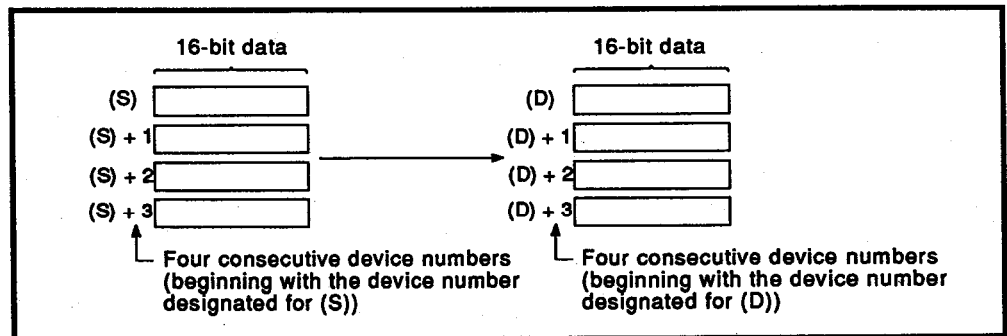 16-bit data
16-bit data
(S)
(D)
(S) + 1
(D) + 1
(S) + 2
(D) + 2
(S) + 3
(D) + 3
Four consecutive device numbers
(beginning with the device number
designated for (S))
Four consecutive device numbers
(beginning with the device number
designated for (D))